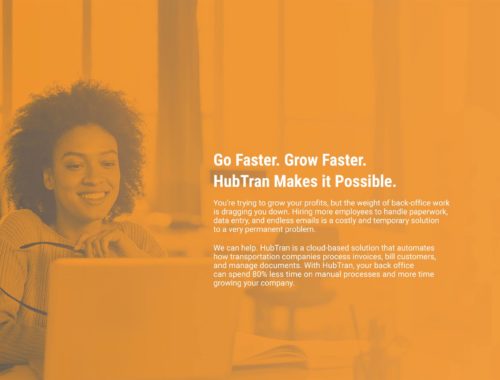 Go Faster. Grow Faster.
HubTran Makes it Possible.
You're trying to grow your profits, but the weight of back-office work
is dragging you down. Hiring more employees to handle paperwork,
data entry, and endless emails is a costly and temporary solution
to a very permanent problem.
We can help. HubTran is a cloud-based solution that automates
how transportation companies process invoices, bill customers,
and manage documents. With HubTran, your back office
can spend 80% less time on manual processes and more time
growing your company.